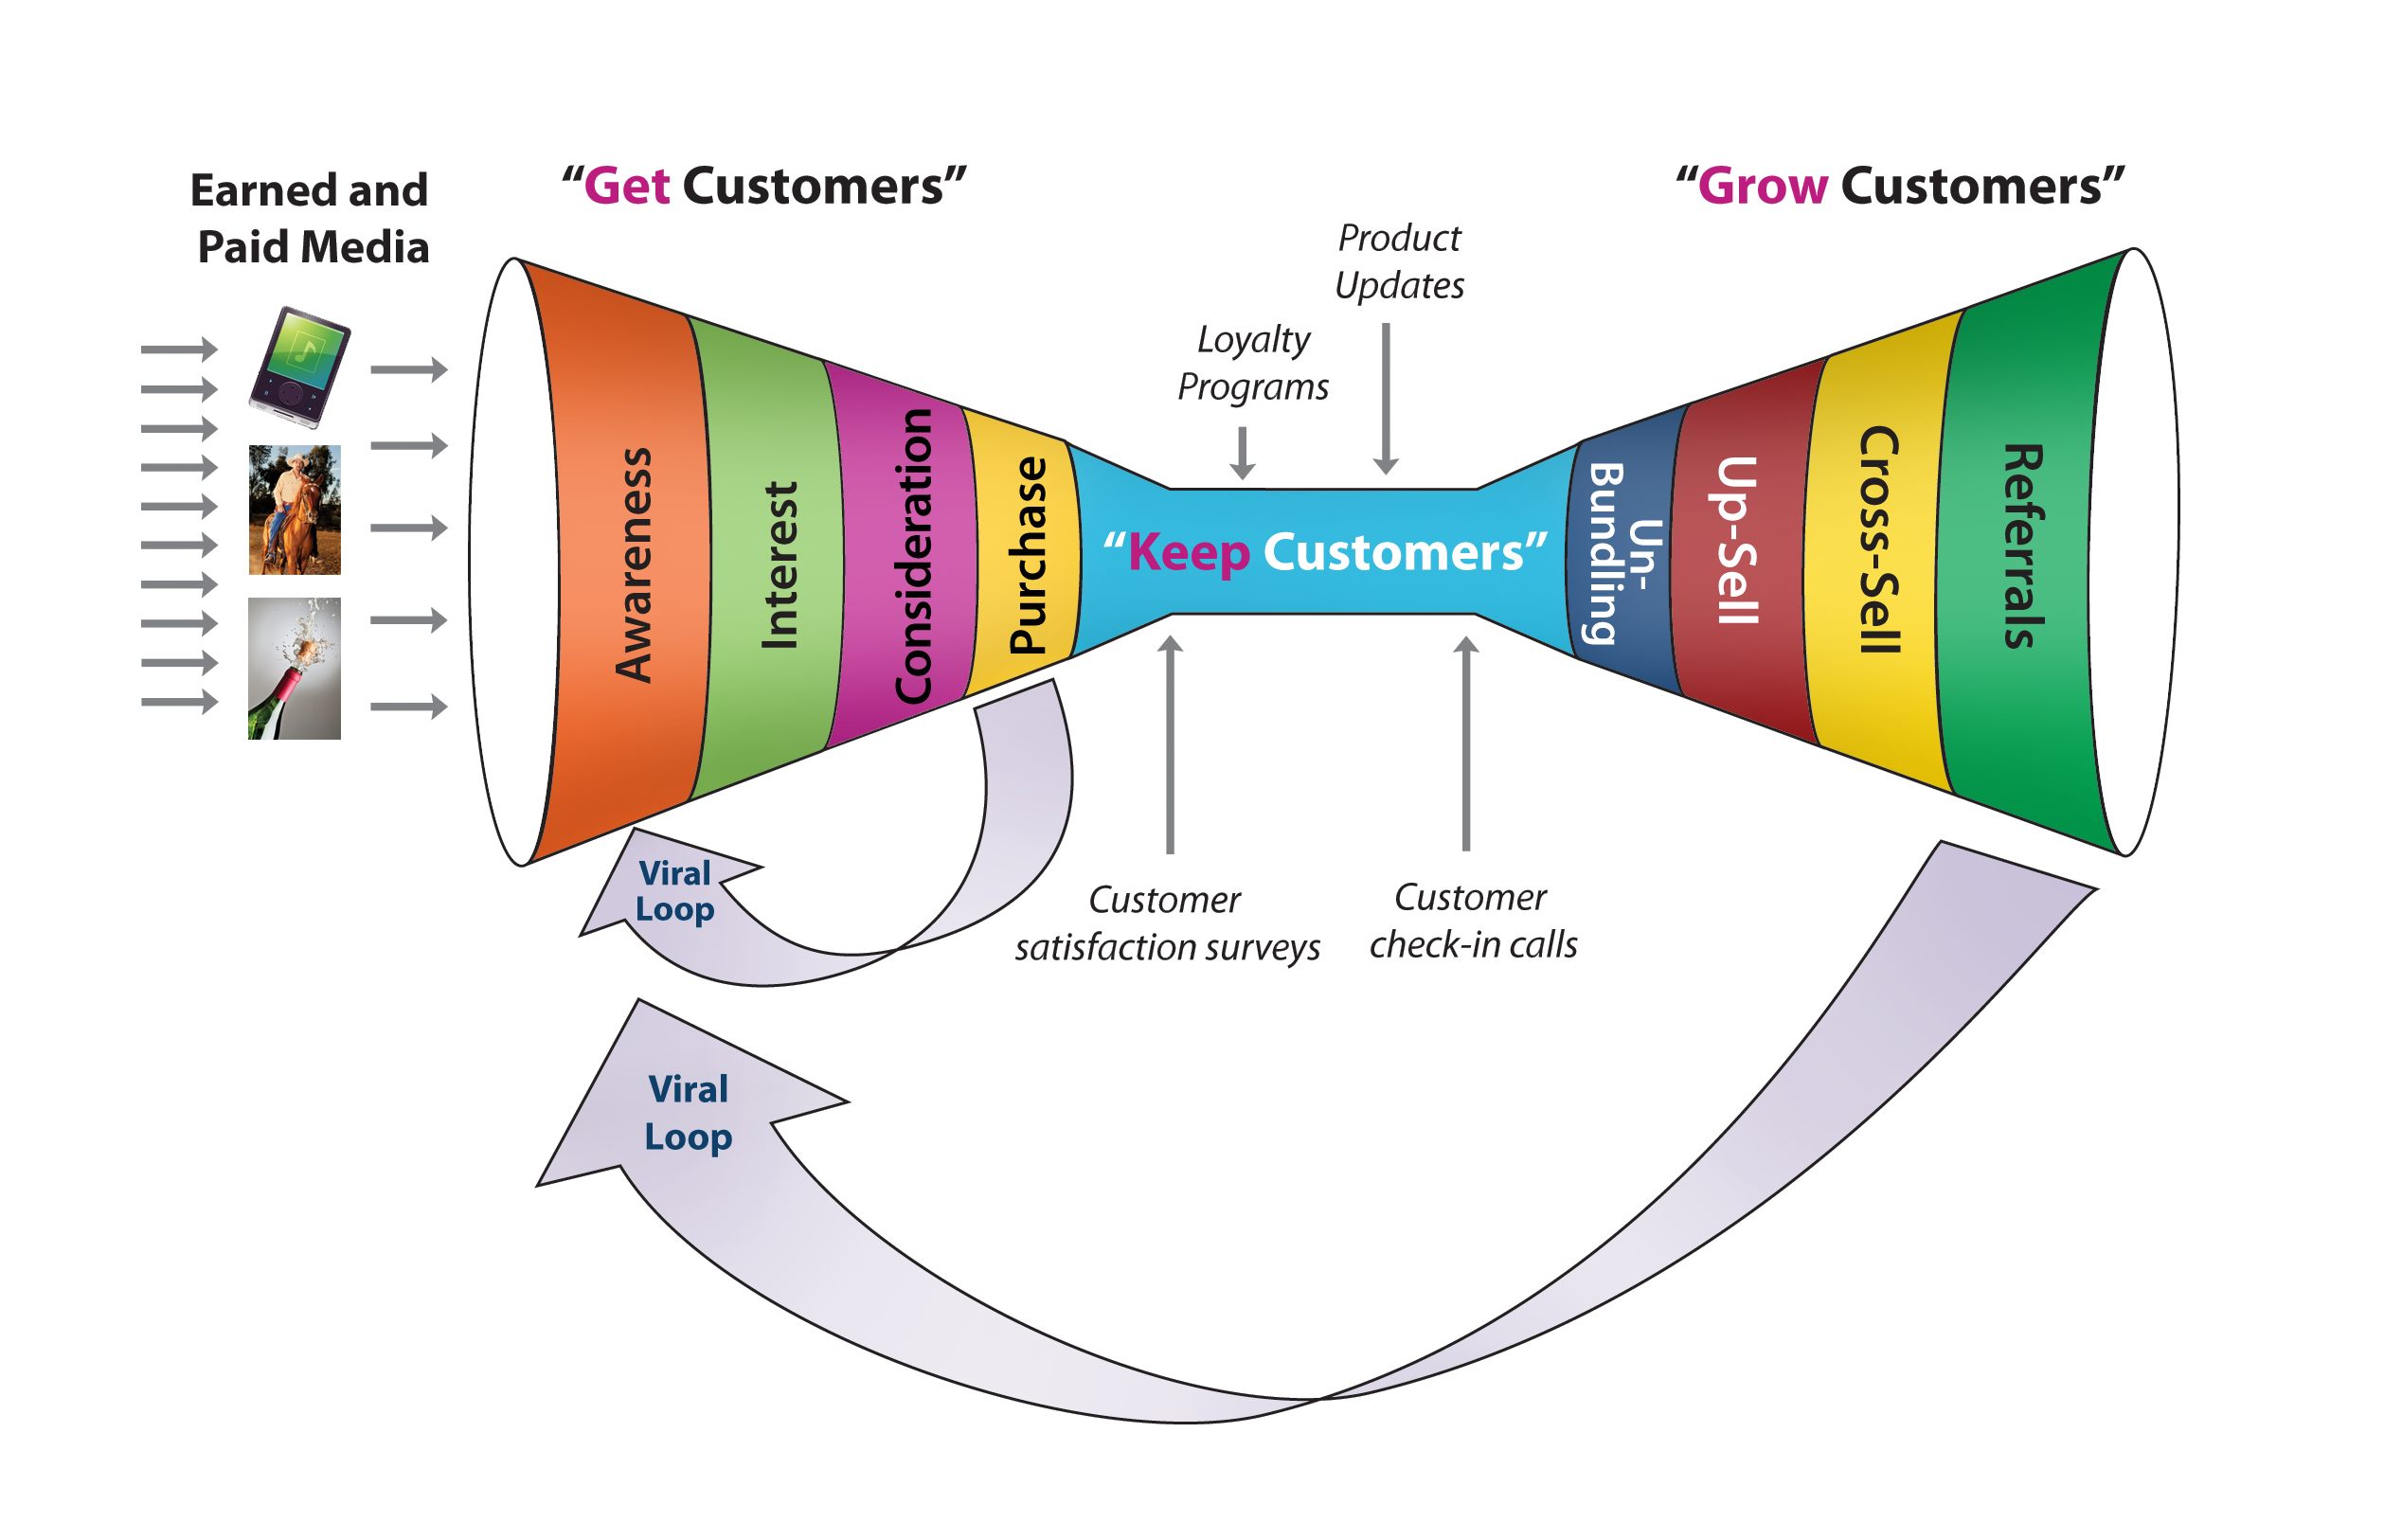 Earned and
Paid Media
“Get Customers”
“Grow Customers”
Product
Updates
Loyalty
Programs
Awareness
Interest
Consideration
Purchase
“Keep Customers”
Un-
Bundling
Up-Sell
Cross-Sell
Referrals
Viral
Loop
Customer
satisfaction surveys
Customer
check-in calls
Viral
Loop